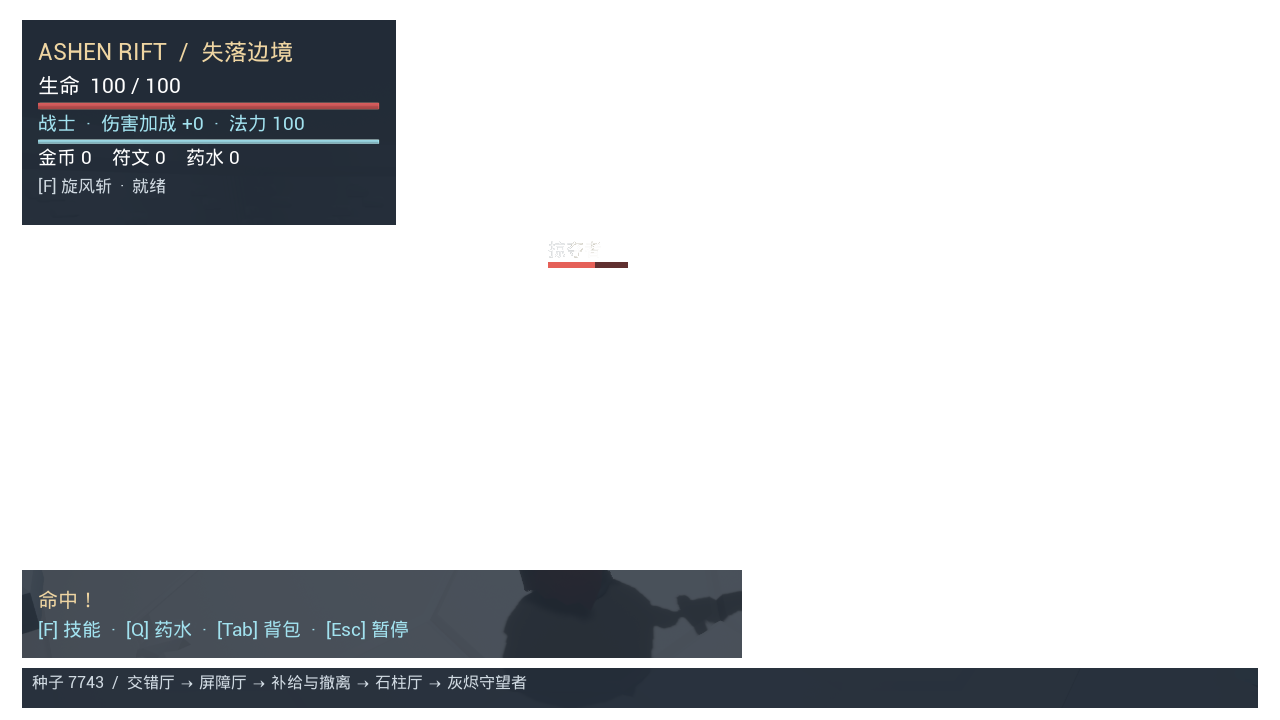 ASHEN RIFT / 失落边境
生命 100 / 100
战士 · 伤害加成 +0 · 法力 100
金币 0 符文 0 药水 0
[F] 旋风斩 · 就绪
命中！
[F] 技能 · [Q] 药水 · [Tab] 背包 · [Esc] 暂停
种子 7743 / 交错厅 → 屏障厅 → 补给与撤离 → 石柱厅 → 灰烬守望者